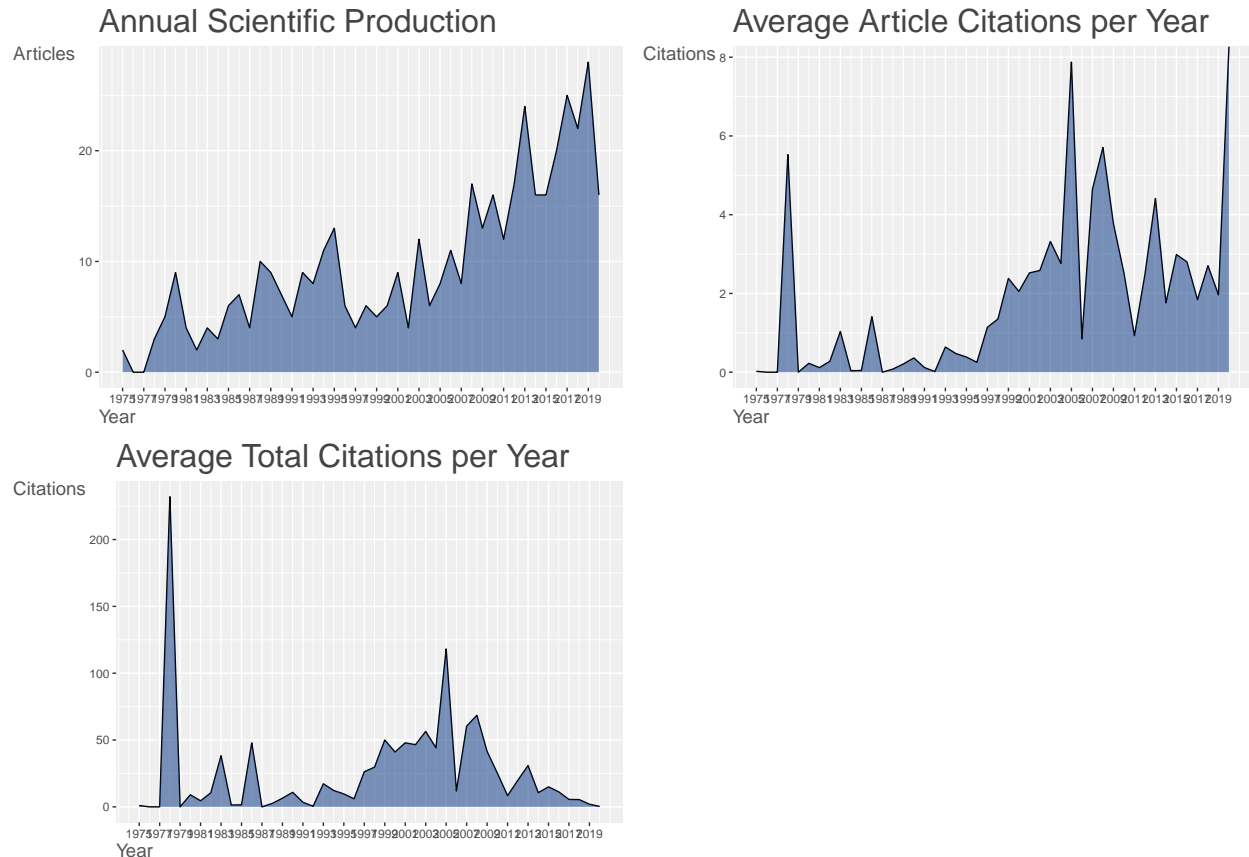 Annual Scientific Production
Articles
20
10
0
1975 1977 1979 1981 1983 1985 1987 1989 1991 1993 1995 1997 1999 2001 2003 2005 2007 2009 2011 2013 2015 2017 2019
Year
Average Article Citations per Year
Citations
8
6
4
2
0
1975 1977 1979 1981 1983 1985 1987 1989 1991 1993 1995 1997 1999 2001 2003 2005 2007 2009 2011 2013 2015 2017 2019
Year
Average Total Citations per Year
Citations
200
150
100
50
0
1975 1977 1979 1981 1983 1985 1987 1989 1991 1993 1995 1997 1999 2001 2003 2005 2007 2009 2011 2013 2015 2017 2019
Year